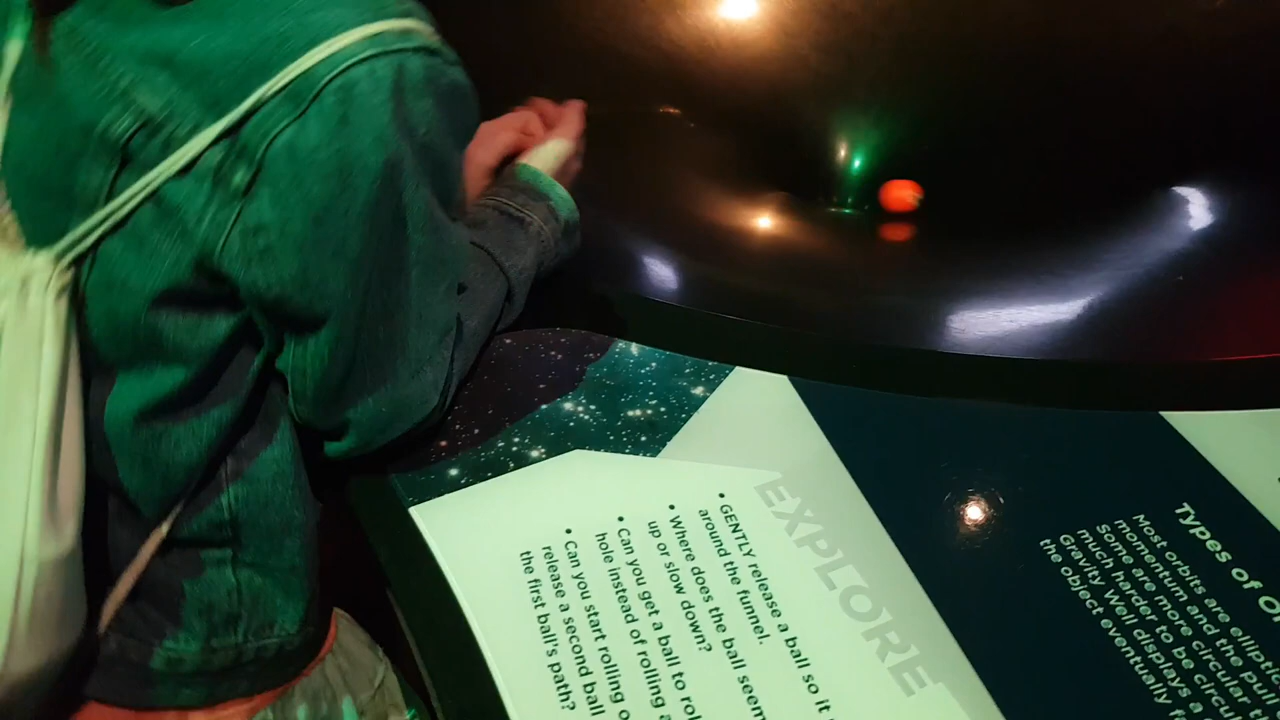 EXPLORE
• GENTLY release a ball so it
around the funnel.
• Where does the ball seem
up or slow down?
• Can you get a ball to rol
hole instead of rolling a
• Can you start rolling o
release a second ball
the first ball's path?
Types of O
Most orbits are elliptic
momentum and the pull
Some are more circular t
much harder to be circu
Gravity Well displays a
the object eventually f